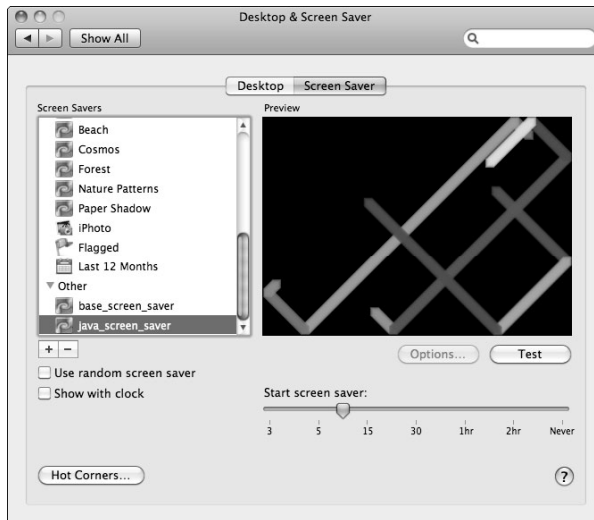 Desktop & Screen Saver
Show All
Desktop Screen Saver
Screen Savers
Preview
Beach
Cosmos
Forest
Nature Patterns
Paper Shadow
iPhoto
Flagged
Last 12 Months
Other
base_screen_saver
java_screen_saver
+ −
Options... Test
Use random screen saver
Show with clock
Start screen saver:
3 5 15 30 1hr 2hr Never
Hot Corners... ?